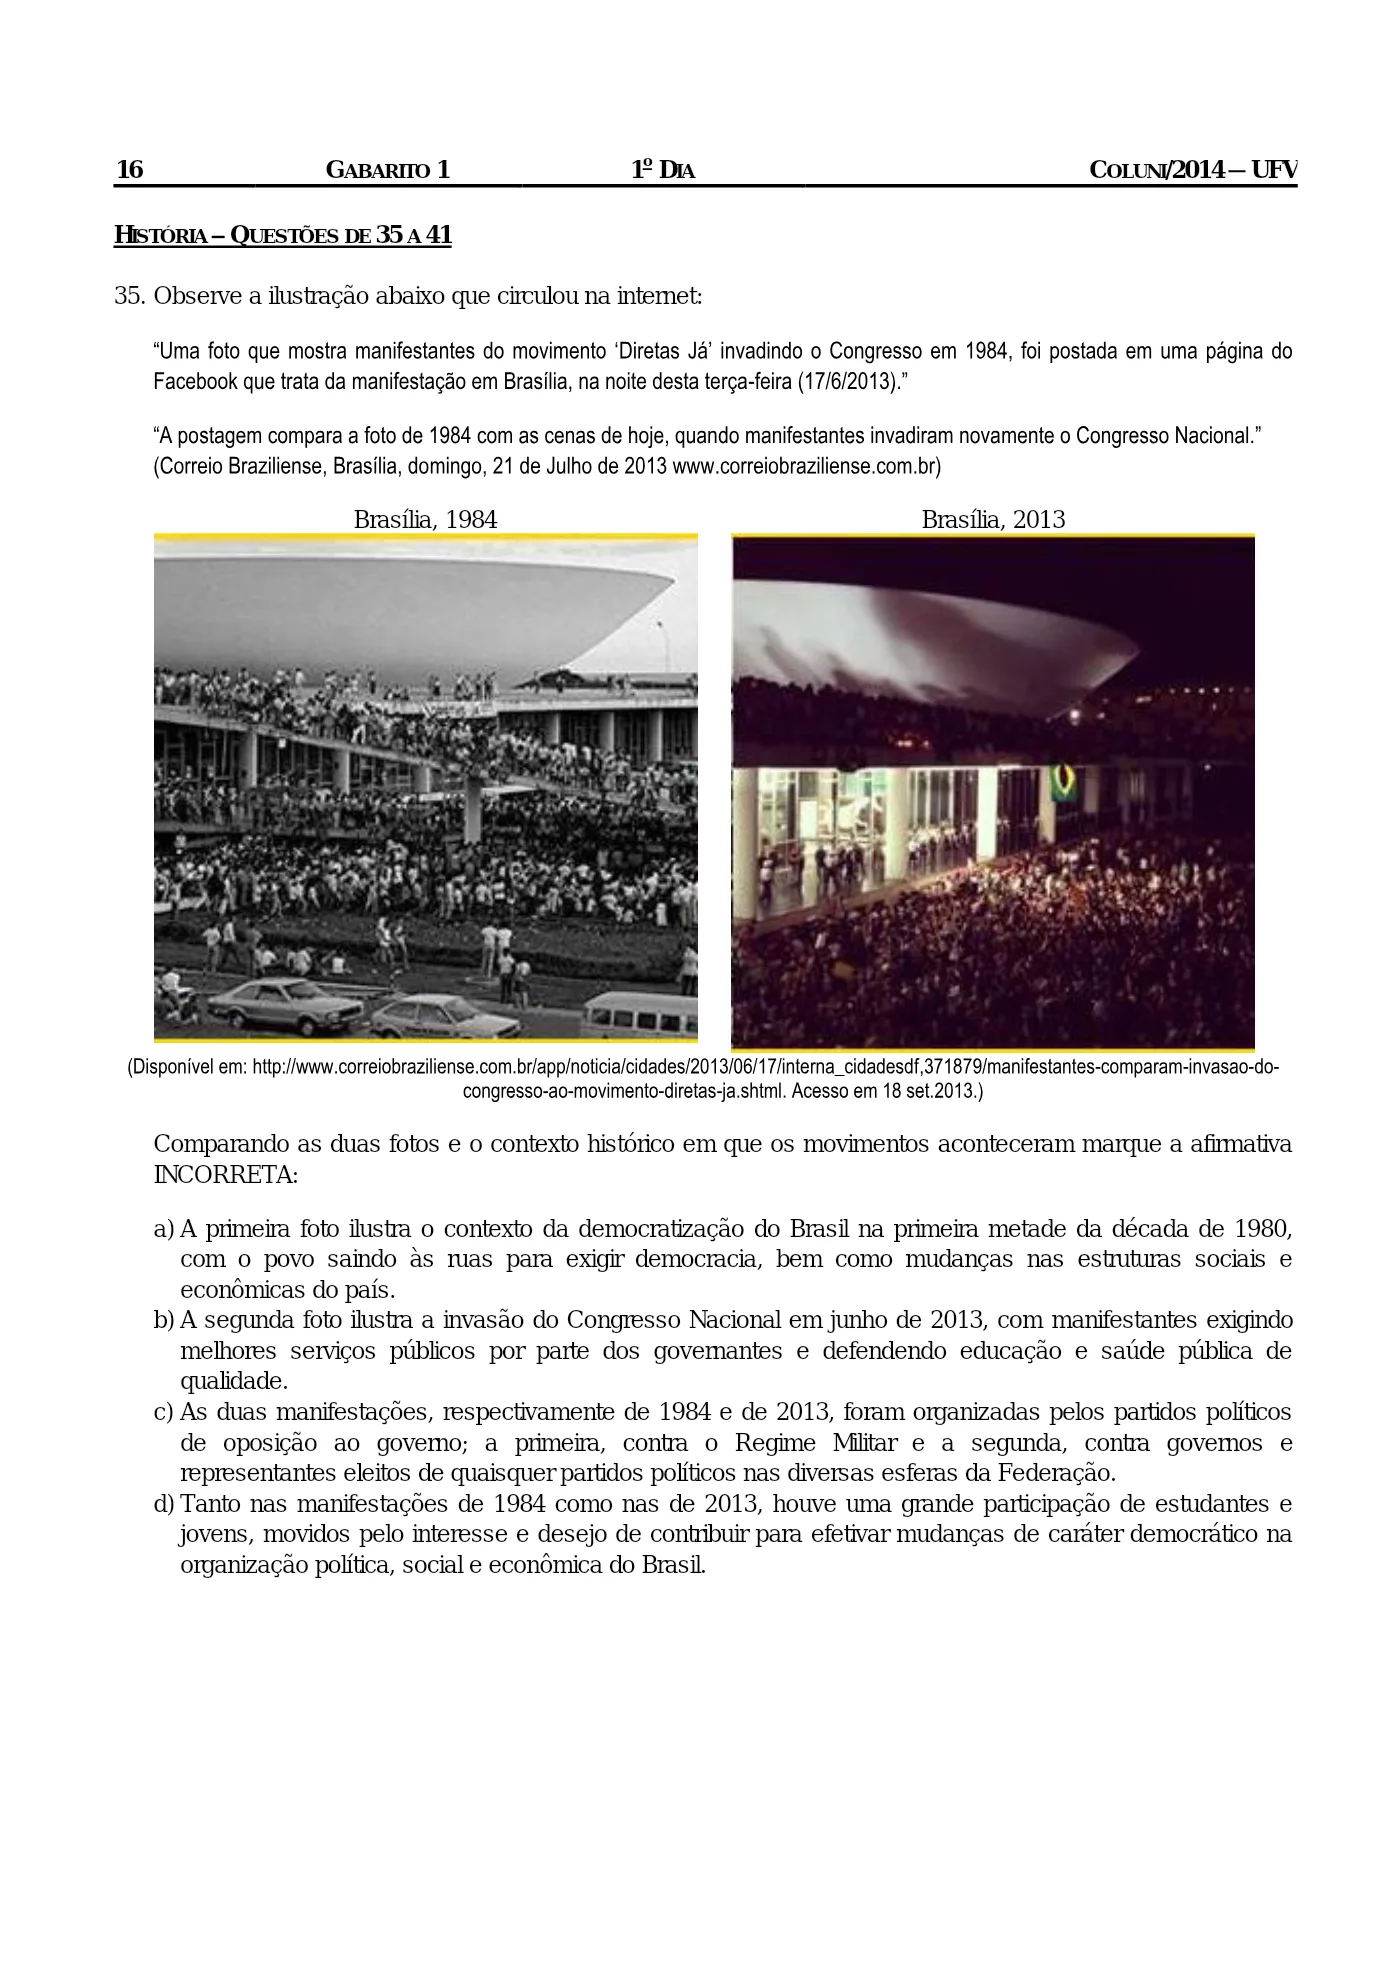 16 GABARITO 1 1º DIA COLUNI/2014 – UFV
HISTÓRIA – QUESTÕES DE 35 A 41
35. Observe a ilustração abaixo que circulou na internet:
“Uma foto que mostra manifestantes do movimento ‘Diretas Já’ invadindo o Congresso em 1984, foi postada em uma página do
Facebook que trata da manifestação em Brasília, na noite desta terça-feira (17/6/2013).”
“A postagem compara a foto de 1984 com as cenas de hoje, quando manifestantes invadiram novamente o Congresso Nacional.”
(Correio Braziliense, Brasília, domingo, 21 de Julho de 2013 www.correiobraziliense.com.br)
Brasília, 1984 Brasília, 2013
(Disponível em: http://www.correiobraziliense.com.br/app/noticia/cidades/2013/06/17/interna_cidadesdf,371879/manifestantes-comparam-invasao-do-
congresso-ao-movimento-diretas-ja.shtml. Acesso em 18 set.2013.)
Comparando as duas fotos e o contexto histórico em que os movimentos aconteceram marque a afirmativa
INCORRETA:
a) A primeira foto ilustra o contexto da democratização do Brasil na primeira metade da década de 1980,
com o povo saindo às ruas para exigir democracia, bem como mudanças nas estruturas sociais e
econômicas do país.
b) A segunda foto ilustra a invasão do Congresso Nacional em junho de 2013, com manifestantes exigindo
melhores serviços públicos por parte dos governantes e defendendo educação e saúde pública de
qualidade.
c) As duas manifestações, respectivamente de 1984 e de 2013, foram organizadas pelos partidos políticos
de oposição ao governo; a primeira, contra o Regime Militar e a segunda, contra governos e
representantes eleitos de quaisquer partidos políticos nas diversas esferas da Federação.
d) Tanto nas manifestações de 1984 como nas de 2013, houve uma grande participação de estudantes e
jovens, movidos pelo interesse e desejo de contribuir para efetivar mudanças de caráter democrático na
organização política, social e econômica do Brasil.